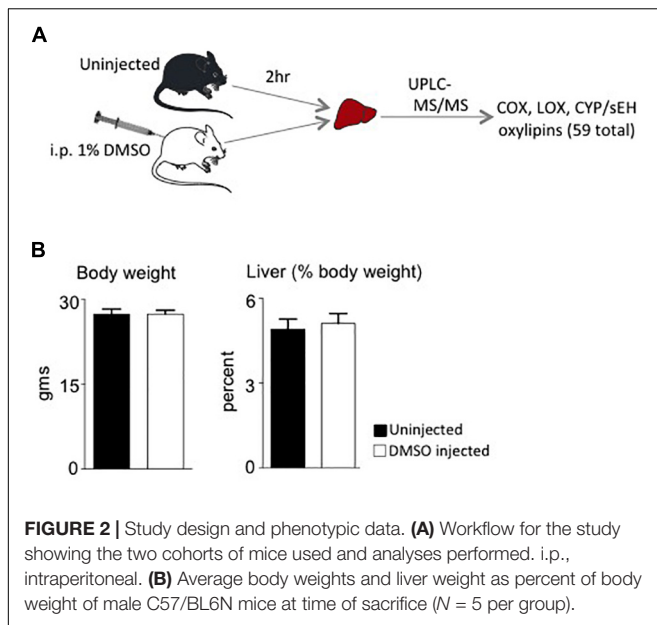 A
Uninjected
2hr
i.p. 1% DMSO
UPLC-
MS/MS
COX, LOX, CYP/sEH
oxylipins (59 total)
B
Body weight
30
15
0
gms
Liver (% body weight)
6
3
0
percent
Uninjected
DMSO injected
FIGURE 2 | Study design and phenotypic data. (A) Workflow for the study
showing the two cohorts of mice used and analyses performed. i.p.,
intraperitoneal. (B) Average body weights and liver weight as percent of body
weight of male C57/BL6N mice at time of sacrifice (N = 5 per group).